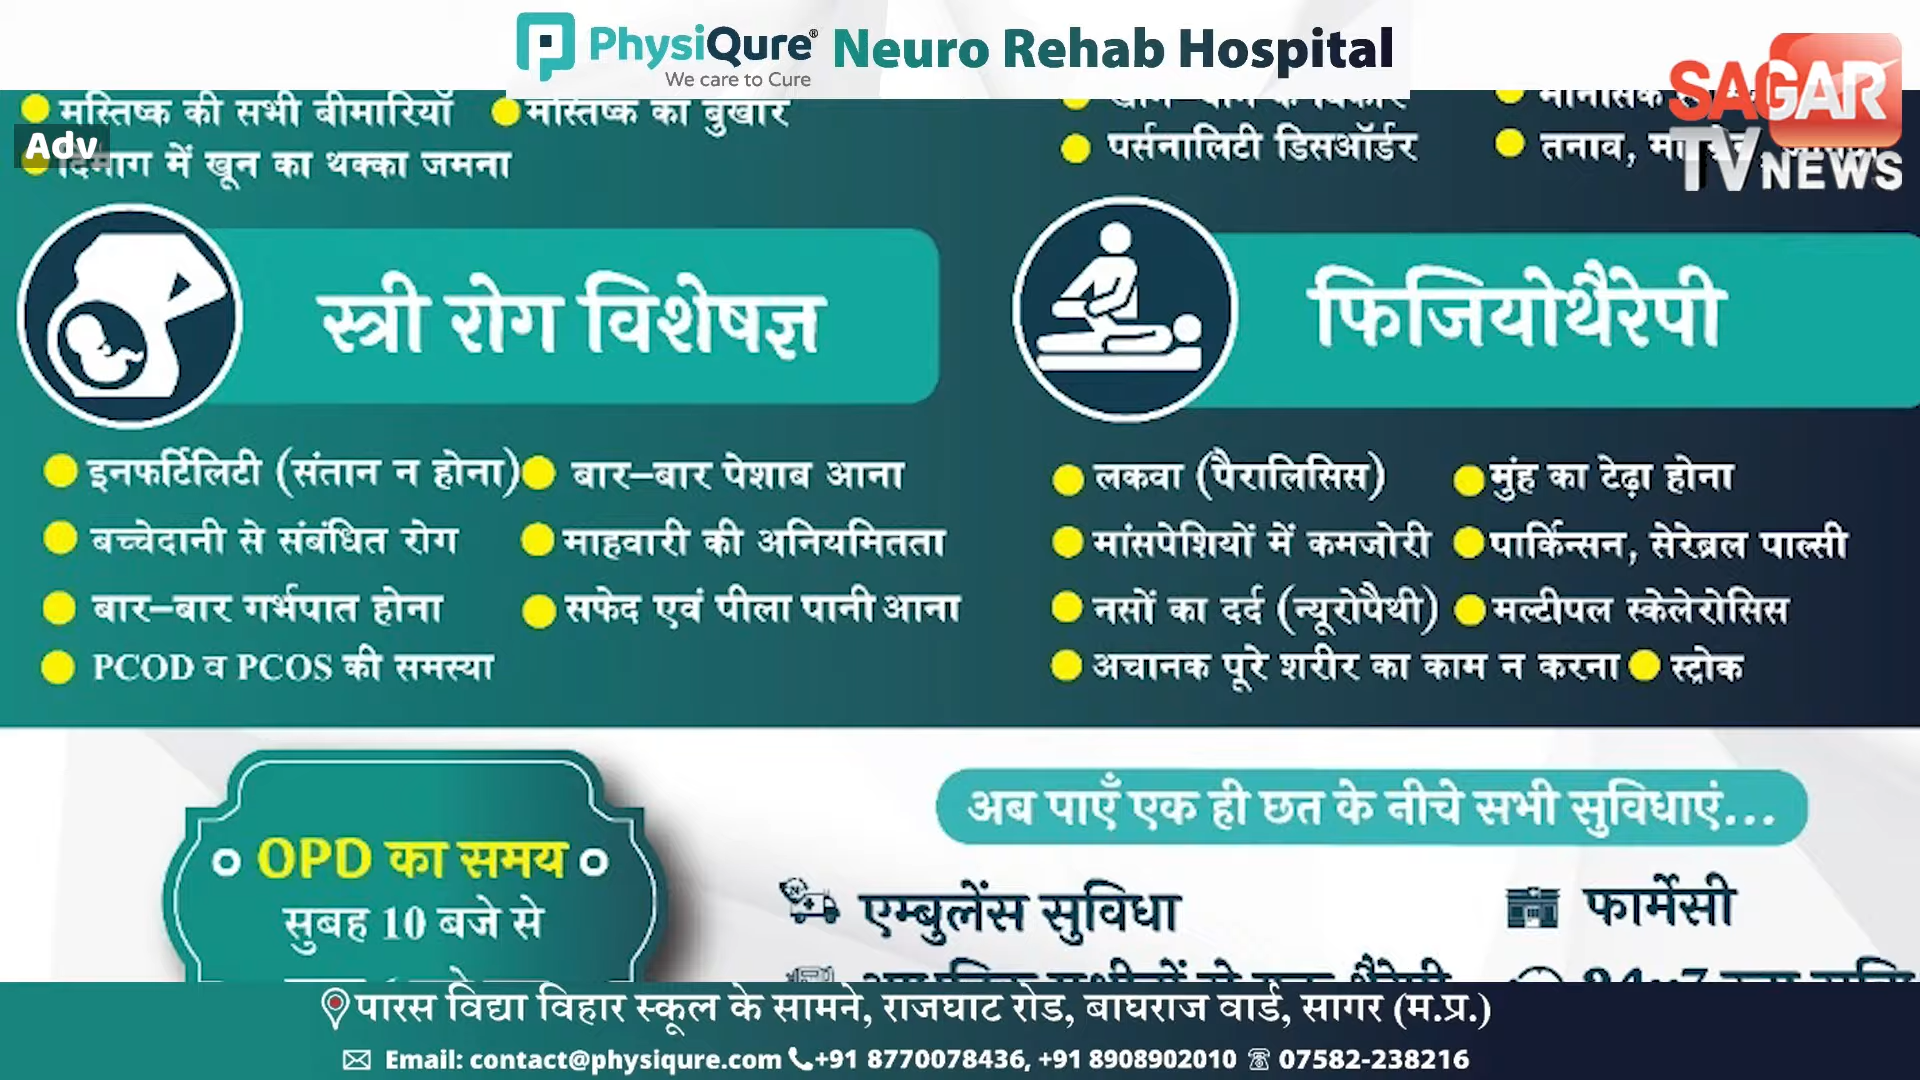 PhysiQure® Neuro Rehab Hospital
We care to Cure
SAGAR
TV NEWS
Adv
मस्तिष्क की सभी बीमारियाँ
मस्तिष्क का बुखार
दिमाग में खून का थक्का जमना
पर्सनालिटी डिसऑर्डर
मानसिक
तनाव,
स्त्री रोग विशेषज्ञ
इनफर्टिलिटी (संतान न होना)
बार–बार पेशाब आना
बच्चेदानी से संबंधित रोग
माहवारी की अनियमितता
बार–बार गर्भपात होना
सफेद एवं पीला पानी आना
PCOD व PCOS की समस्या
फिजियोथैरेपी
लकवा (पैरालिसिस)
मुंह का टेढ़ा होना
मांसपेशियों में कमजोरी
पार्किन्सन, सेरेब्रल पाल्सी
नसों का दर्द (न्यूरोपैथी)
मल्टीपल स्केलेरोसिस
अचानक पूरे शरीर का काम न करना
स्ट्रोक
OPD का समय
सुबह 10 बजे से
अब पाएँ एक ही छत के नीचे सभी सुविधाएं...
एम्बुलेंस सुविधा
फार्मेसी
पारस विद्या विहार स्कूल के सामने, राजघाट रोड, बाघराज वार्ड, सागर (म.प्र.)
Email: contact@physiqure.com +91 8770078436, +91 8908902010 07582-238216